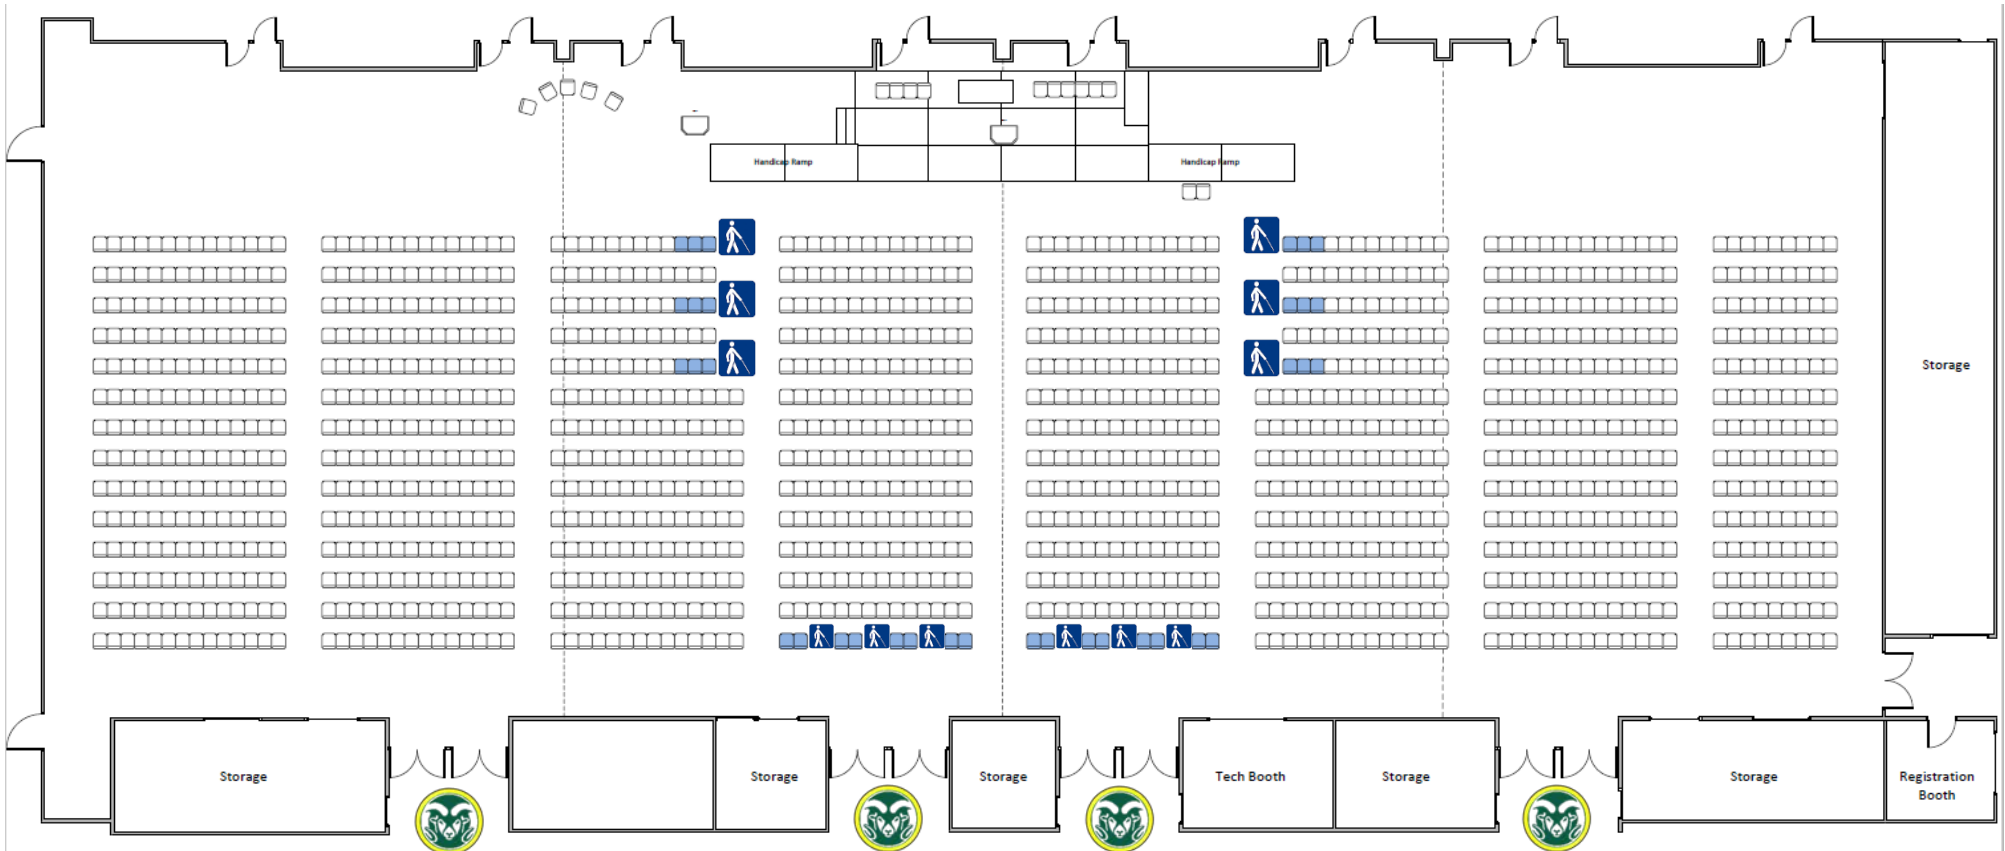 Handicap Ramp
Handicap Ramp
Storage
Storage
Storage
Storage
Tech Booth
Storage
Storage
Registration
Booth